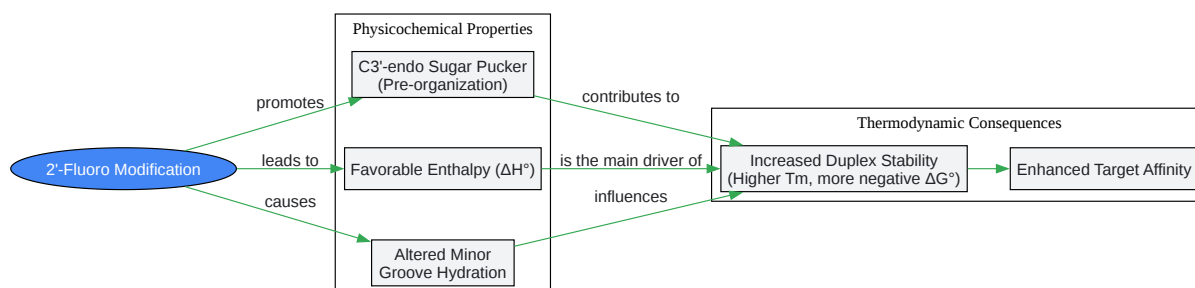 Physicochemical Properties
C3'-endo Sugar Pucker
(Pre-organization)
promotes
contributes to
Thermodynamic Consequences
2'-Fluoro Modification
leads to
Favorable Enthalpy (ΔH°)
is the main driver of
Increased Duplex Stability
(Higher Tm, more negative ΔG°)
Enhanced Target Affinity
causes
influences
Altered Minor
Groove Hydration